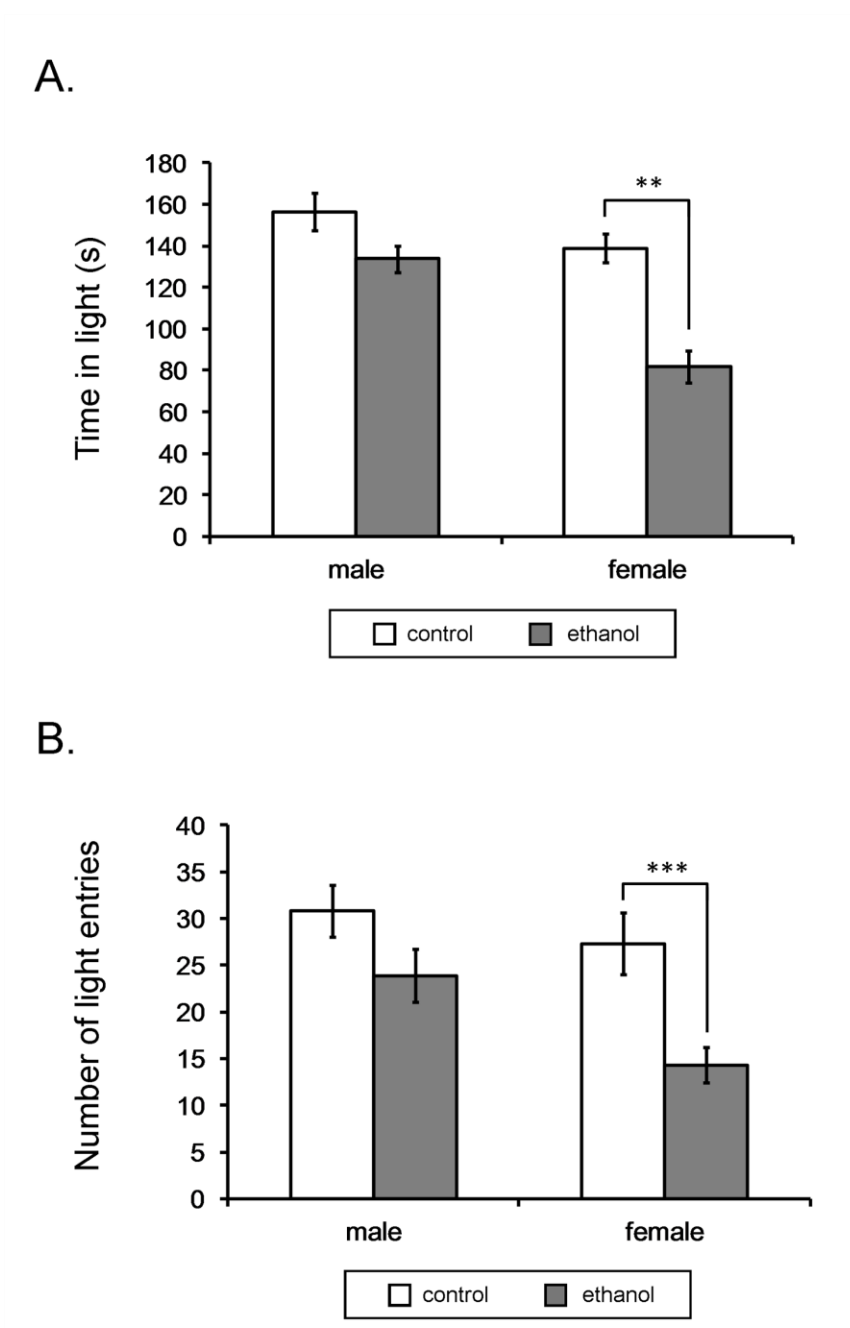 A.
Time in light (s)
180
160
140
120
100
80
60
40
20
0
**
male female
control ethanol
B.
Number of light entries
40
35
30
25
20
15
10
5
0
***
male female
control ethanol